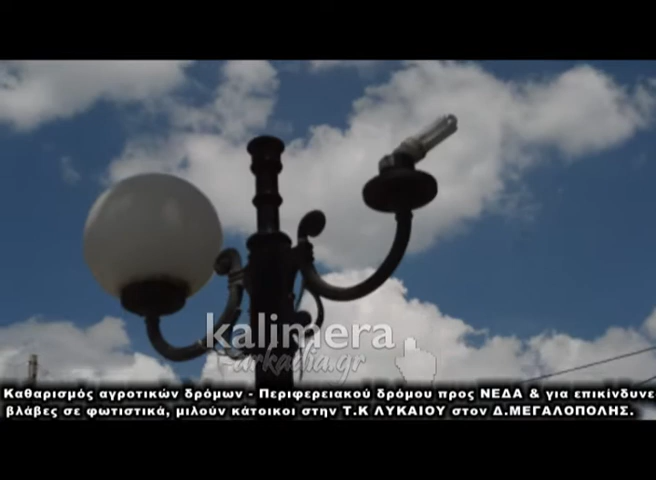 kalimera
arkadia.gr
Καθαρισμός αγροτικών δρόμων - Περιφερειακού δρόμου προς ΝΕΔΑ & για επικίνδυνε
βλάβες σε φωτιστικά, μιλούν κάτοικοι στην Τ.Κ ΛΥΚΑΙΟΥ στον Δ.ΜΕΓΑΛΟΠΟΛΗΣ.